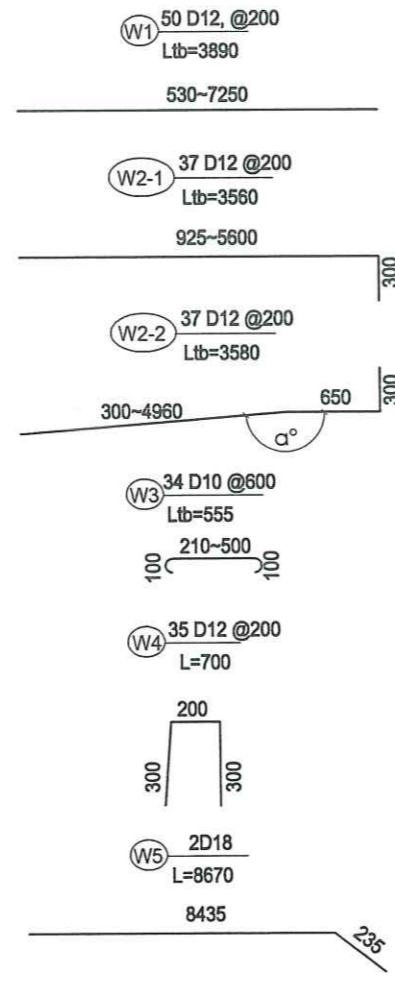 W1 50 D12, @200
Ltb=3890
530~7250
W2-1 37 D12 @200
Ltb=3560
925~5600
300
W2-2 37 D12 @200
Ltb=3580
300~4960
650
300
a°
W3 34 D10 @600
Ltb=555
100 210~500 100
W4 35 D12 @200
L=700
200
300 300
W5 2D18
L=8670
8435
235